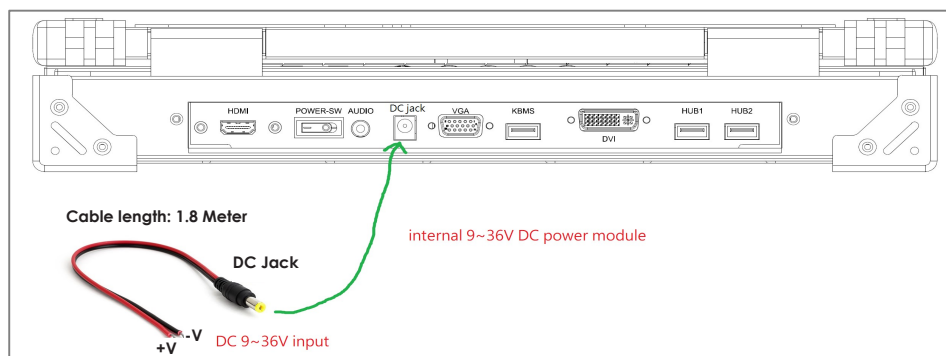 HDMI POWER-SW AUDIO DC jack VGA KBMS DVI HUB1 HUB2
Cable length: 1.8 Meter
internal 9~36V DC power module
DC Jack
-V
+V
DC 9~36V input